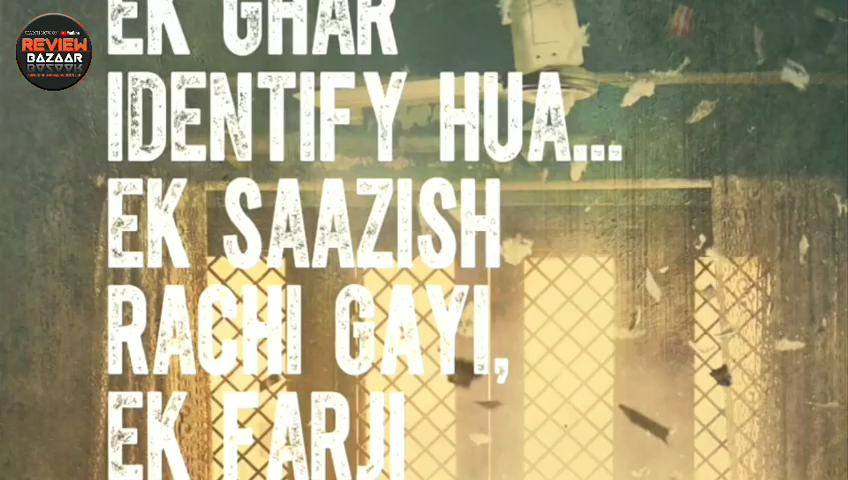 REVIEW
BAZAAR
EK GHAR
IDENTIFY HUA...
EK SAAZISH
RACHI GAYI,
EK FARJI